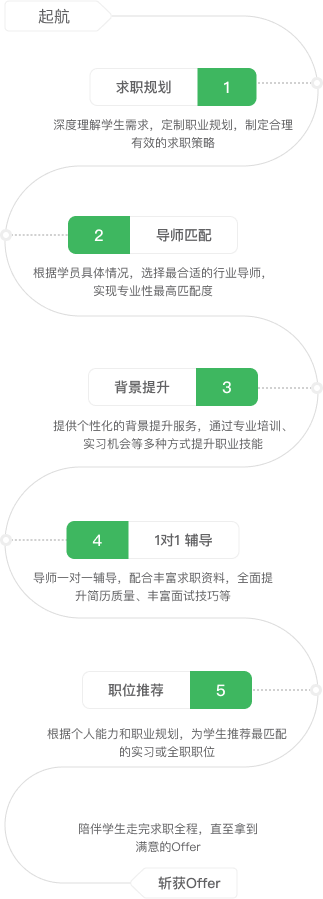 起航
求职规划 1
深度理解学生需求，定制职业规划，制定合理
有效的求职策略
2 导师匹配
根据学员具体情况，选择最合适的行业导师，
实现专业性最高匹配度
背景提升 3
提供个性化的背景提升服务，通过专业培训、
实习机会等多种方式提升职业技能
4 1对1 辅导
导师一对一辅导，配合丰富求职资料，全面提
升简历质量、丰富面试技巧等
职位推荐 5
根据个人能力和职业规划，为学生推荐最匹配
的实习或全职职位
陪伴学生走完求职全程，直至拿到
满意的Offer
斩获Offer